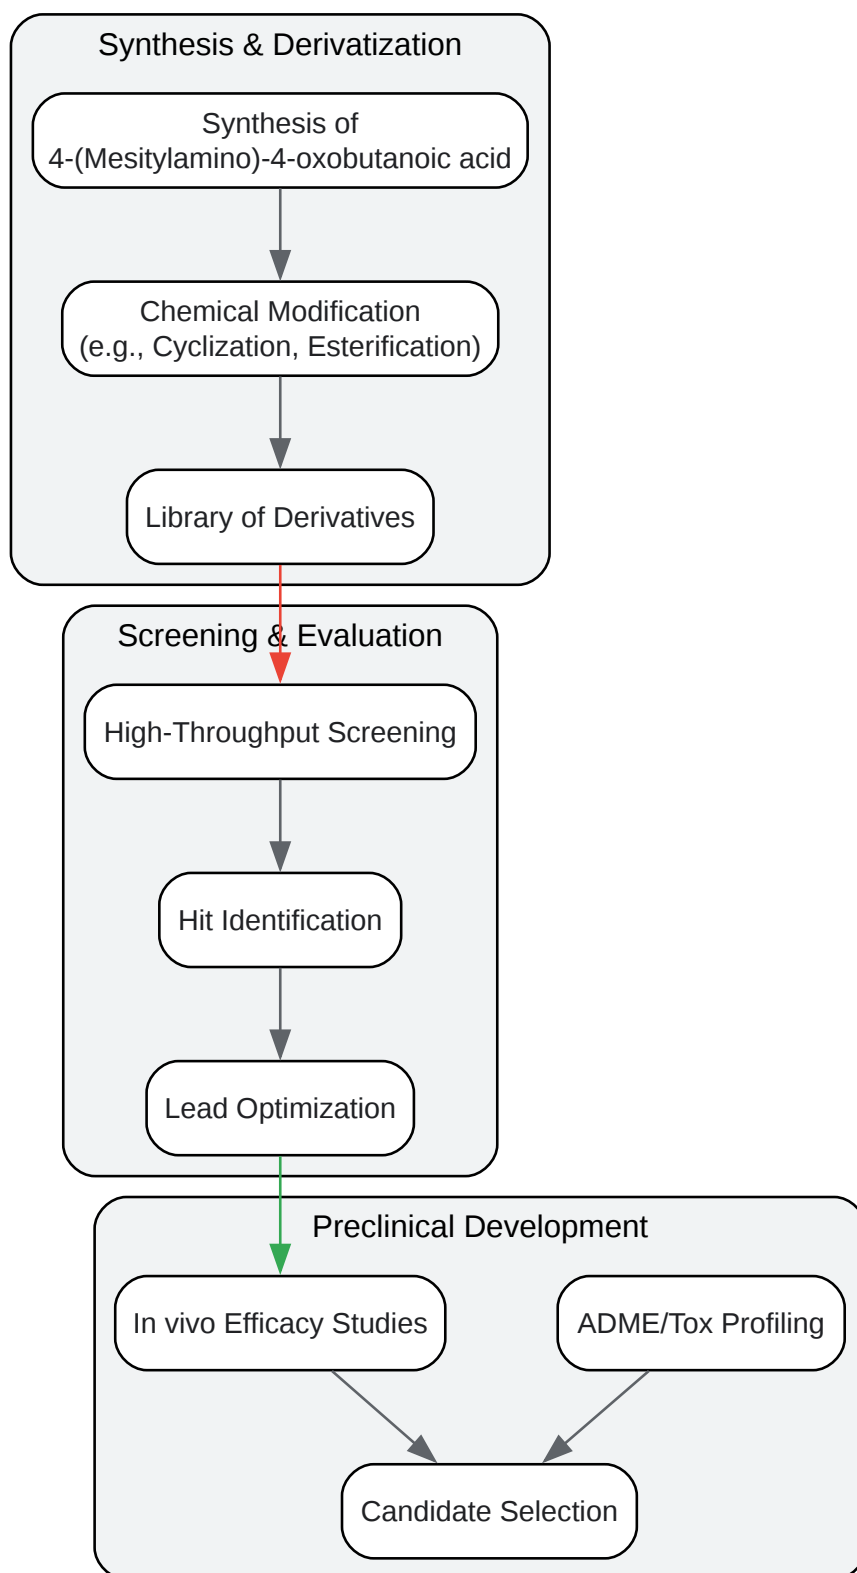 Synthesis & Derivatization
Synthesis of
4-(Mesitylamino)-4-oxobutanoic acid
Chemical Modification
(e.g., Cyclization, Esterification)
Library of Derivatives
Screening & Evaluation
High-Throughput Screening
Hit Identification
Lead Optimization
Preclinical Development
In vivo Efficacy Studies
ADME/Tox Profiling
Candidate Selection